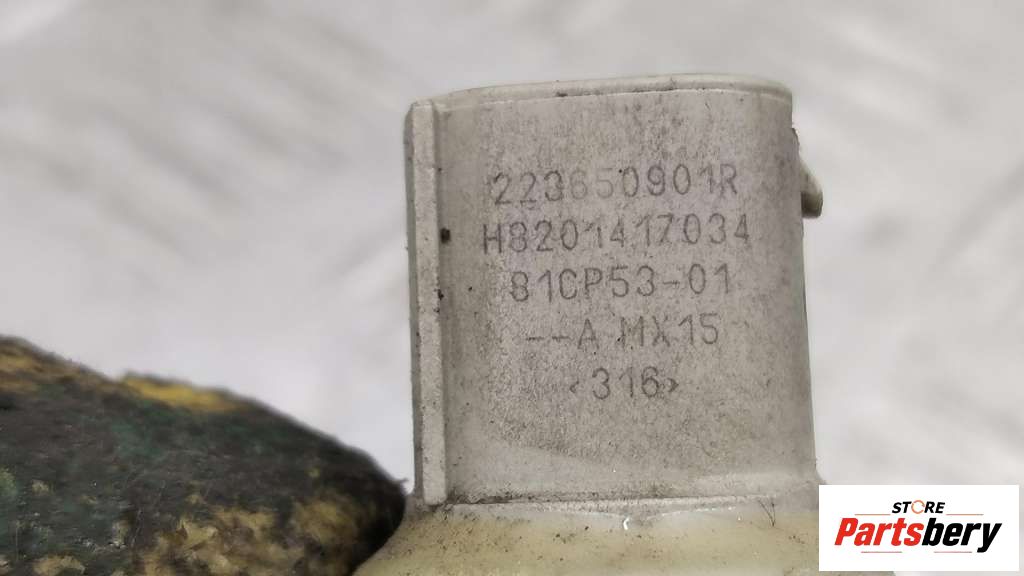 223650901R
H8201417034
81CP53-01
--A MX15
‹316›
STORE
Partsbery